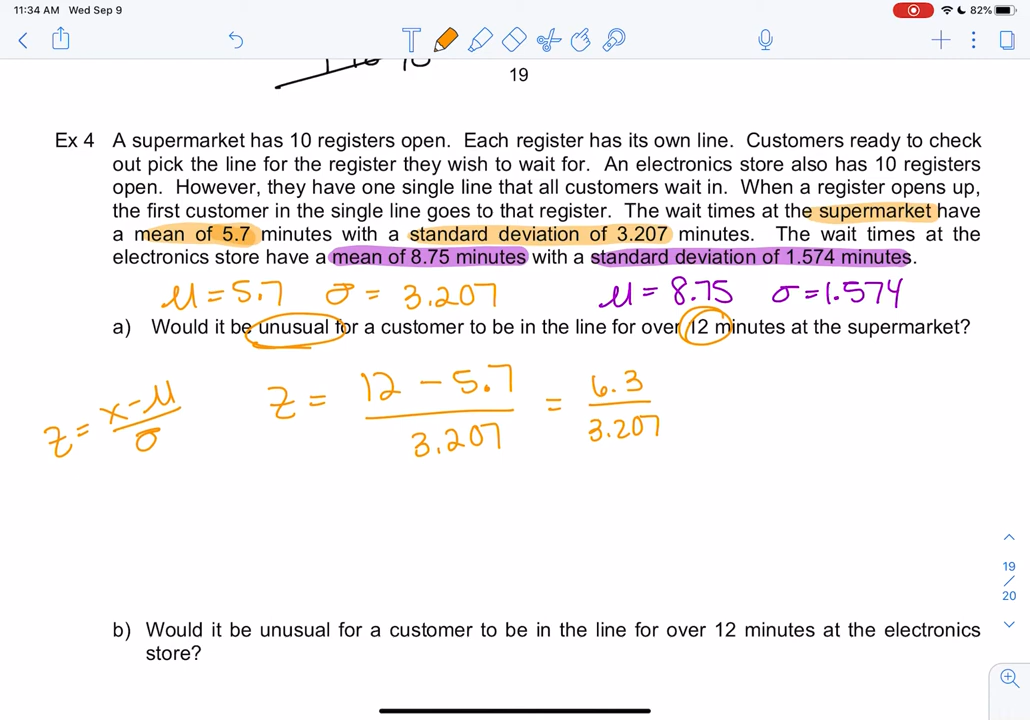 11:34 AM Wed Sep 9
82%
T
19
Ex 4 A supermarket has 10 registers open. Each register has its own line. Customers ready to check
out pick the line for the register they wish to wait for. An electronics store also has 10 registers
open. However, they have one single line that all customers wait in. When a register opens up,
the first customer in the single line goes to that register. The wait times at the supermarket have
a mean of 5.7 minutes with a standard deviation of 3.207 minutes. The wait times at the
electronics store have a mean of 8.75 minutes with a standard deviation of 1.574 minutes.
μ = 5.7 σ = 3.207 μ = 8.75 σ = 1.574
a) Would it be unusual for a customer to be in the line for over 12 minutes at the supermarket?
z = (x - μ)/σ z = (12 - 5.7)/3.207 = 6.3/3.207
19
/
20
b) Would it be unusual for a customer to be in the line for over 12 minutes at the electronics
store?